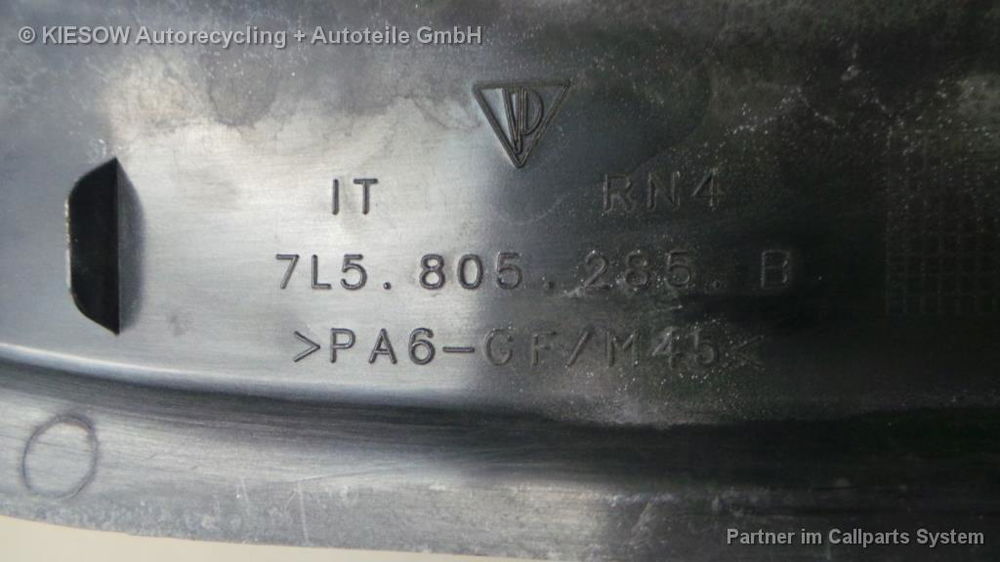 © KIESOW Autorecycling + Autoteile GmbH
IT RN4
7L5.805.285.B
>PA6-GF/M45<
Partner im Callparts System